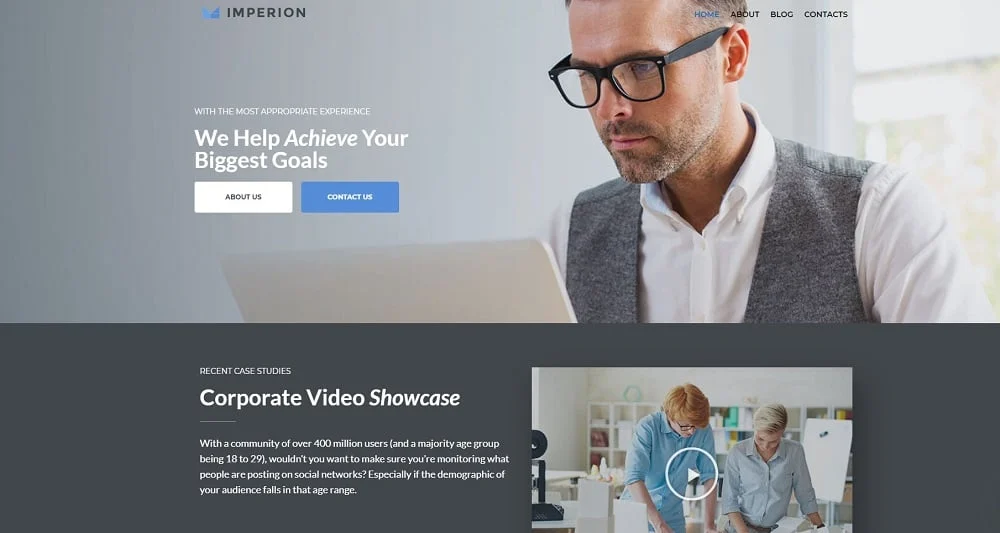 IMPERION
HOME ABOUT BLOG CONTACTS
WITH THE MOST APPROPRIATE EXPERIENCE
We Help Achieve Your
Biggest Goals
ABOUT US CONTACT US
RECENT CASE STUDIES
Corporate Video Showcase
With a community of over 400 million users (and a majority age group
being 18 to 29), wouldn't you want to make sure you're monitoring what
people are posting on social networks? Especially if the demographic of
your audience falls in that age range.